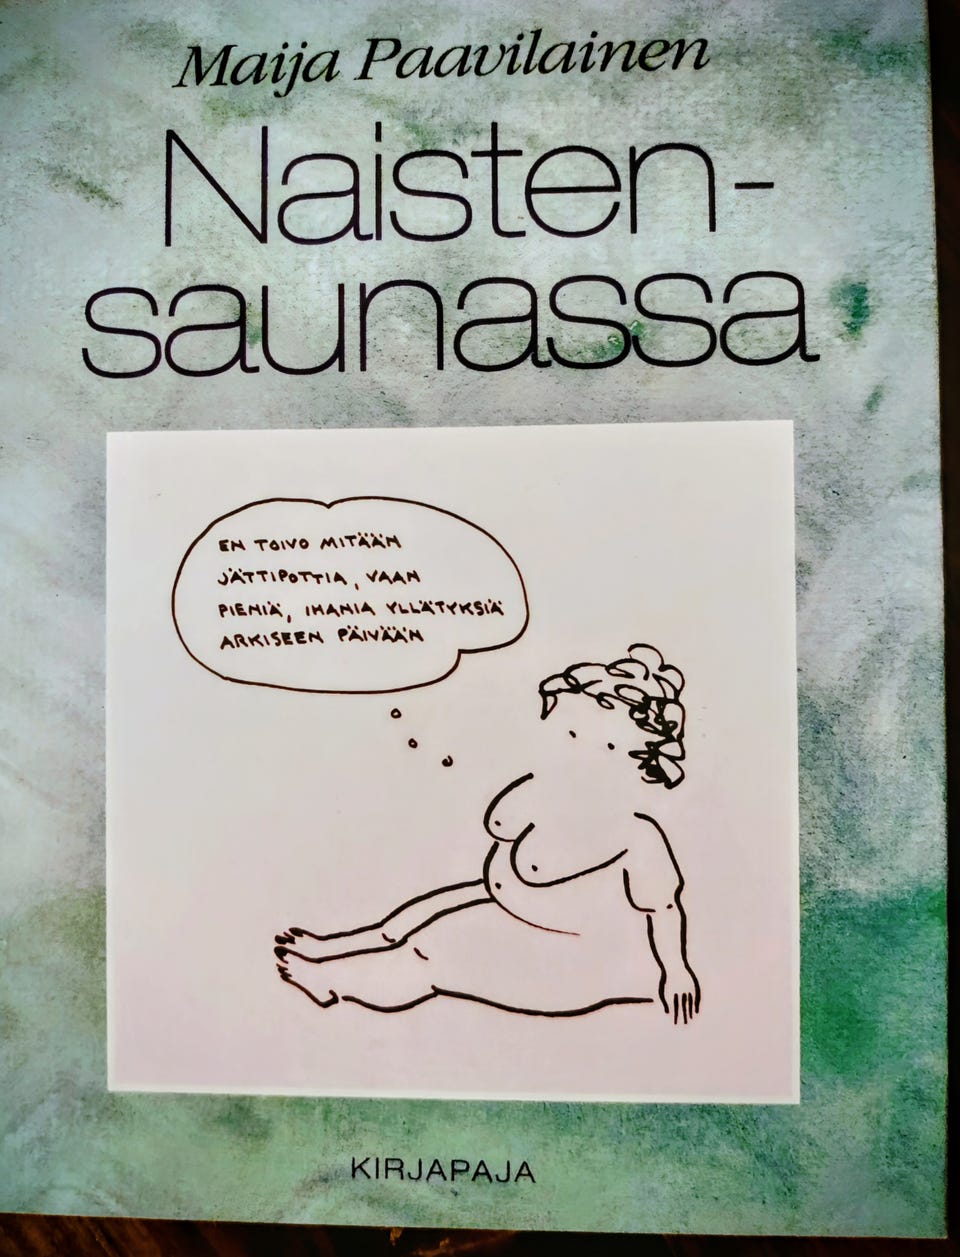 Maija Paavilainen
Naisten-
saunassa
EN TOIVO MITÄÄN
JÄTTIPOTTIA, VAAN
PIENIÄ, IHANIA YLLÄTYKSIÄ
ARKISEEN PÄIVÄÄN
KIRJAPAJA